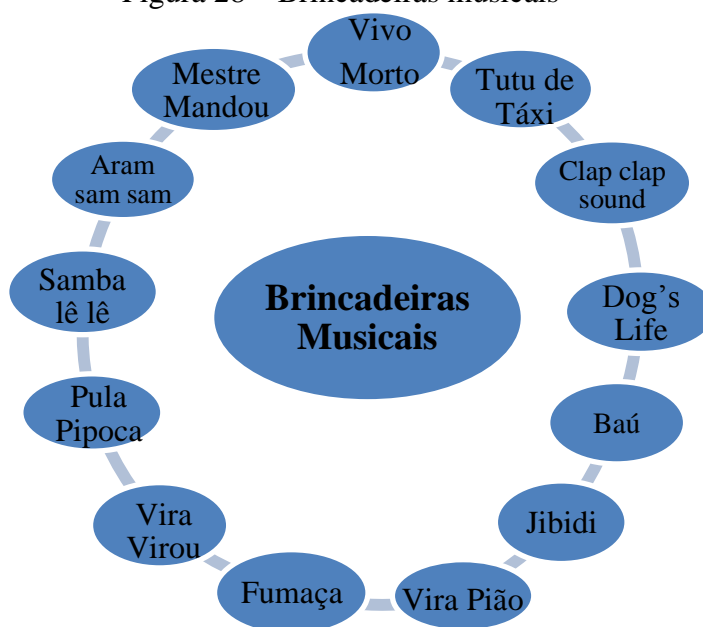 Figura 28 – Brincadeiras musicais
Vivo
Morto
Tutu de
Táxi
Clap clap
sound
Dog's
Life
Baú
Jibidi
Vira Pião
Fumaça
Vira
Virou
Pula
Pipoca
Samba
lê lê
Aram
sam sam
Mestre
Mandou
Brincadeiras
Musicais